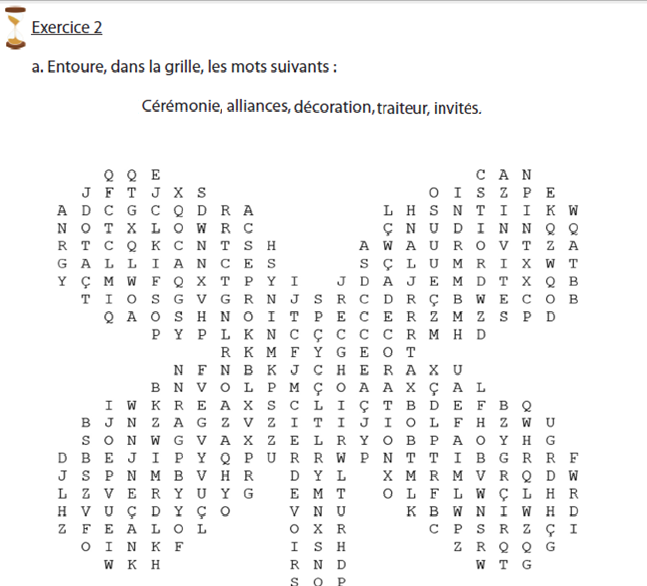 Exercice 2
a. Entoure, dans la grille, les mots suivants :
Cérémonie, alliances, décoration, traiteur, invités.
Q Q E C A N
J F T J X S O I S Z P E
A D C G C Q D R A L H S N T I I K W
N O T X L O W R C Ç N U D I N N Q Q
R T C Q K C N T S H A W A U R O V T Z A
G A L L I A N C E S S Ç L U M R I X W T
Y Ç M W F Q X T P Y I J D A J E M D T X Q B
T I O S G V G R N J S R C D R Ç B W E C O B
Q A O S H N O I T P E C E R Z M Z S P D
P Y P L K N C Ç C C C R M H D
R K M F Y G E O T
N F N B K J C H E R A X U
B N V O L P M Ç O A A X Ç A L
I W K R E A X S C L I Ç T B D E F B Q
B J N Z A G Z V Z I T I J I O L F H Z W U
S O N W G V A X Z E L R Y O B P A O Y H G
D B E J I P Y Q P U R R W P N T T I B G R R F
J S P N M B V H R D Y L X M R M V R Q D W
L Z V E R Y U Y G E M T O L F L W Ç L H R
H V U Ç D Y Ç O V N U K B W N I W H D
Z F E A L O L O X R C P S R Z Ç I
O I N K F I S H Z R Q Q G
W K H R N D W T G
S O P